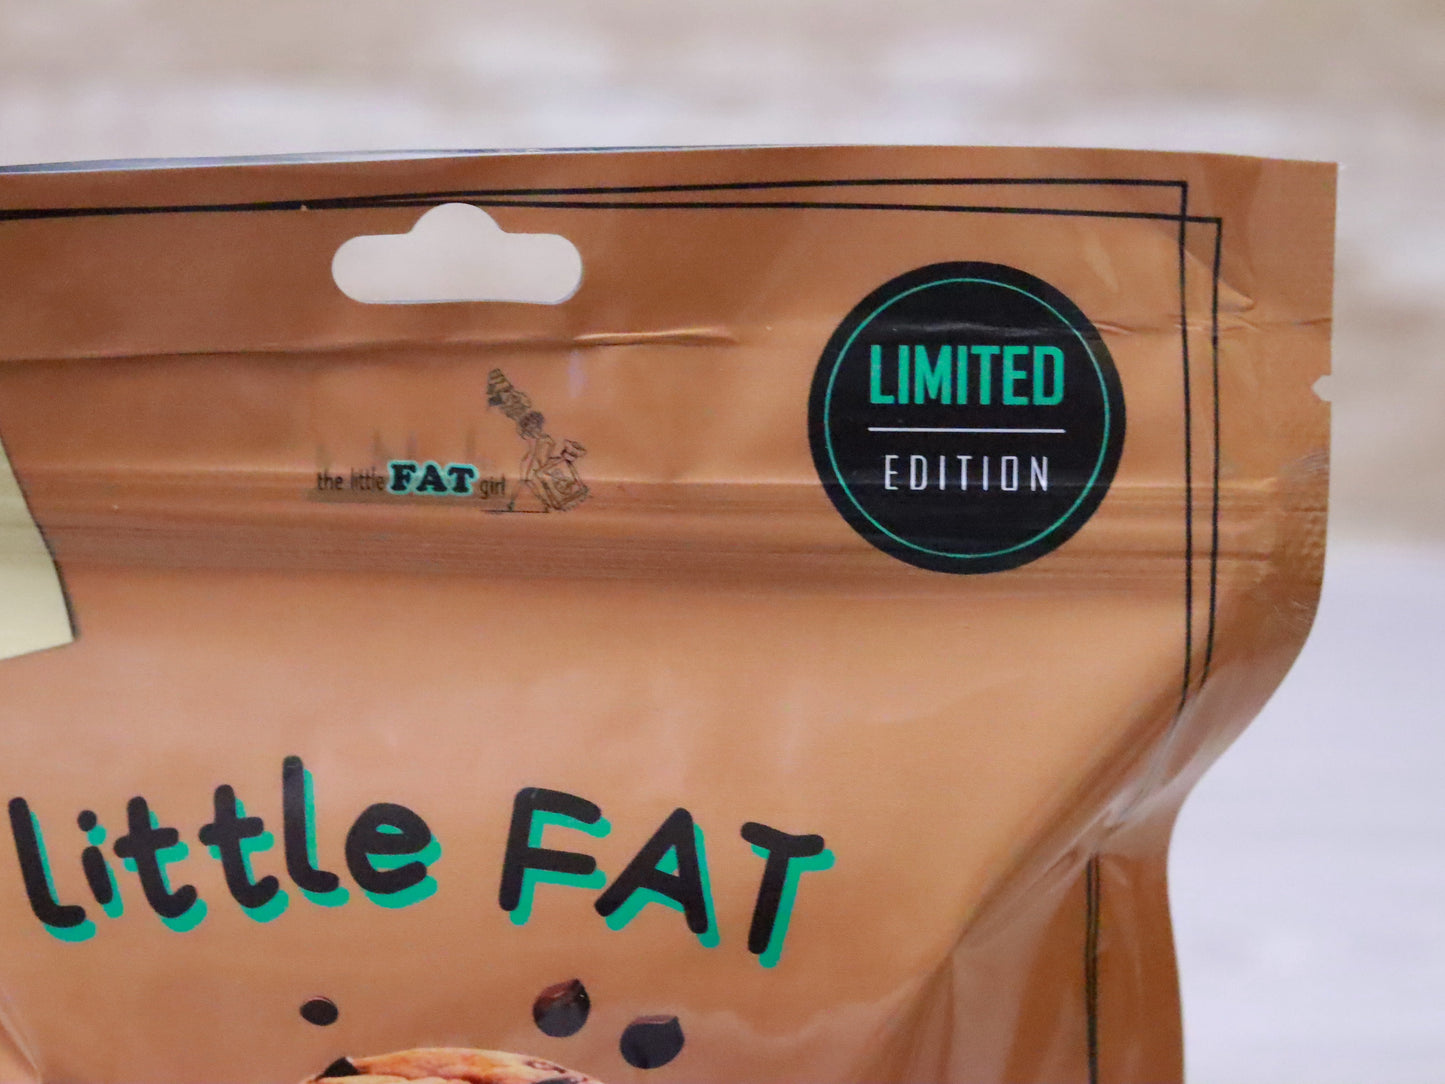 LIMITED
EDITION
the little FAT girl
little FAT